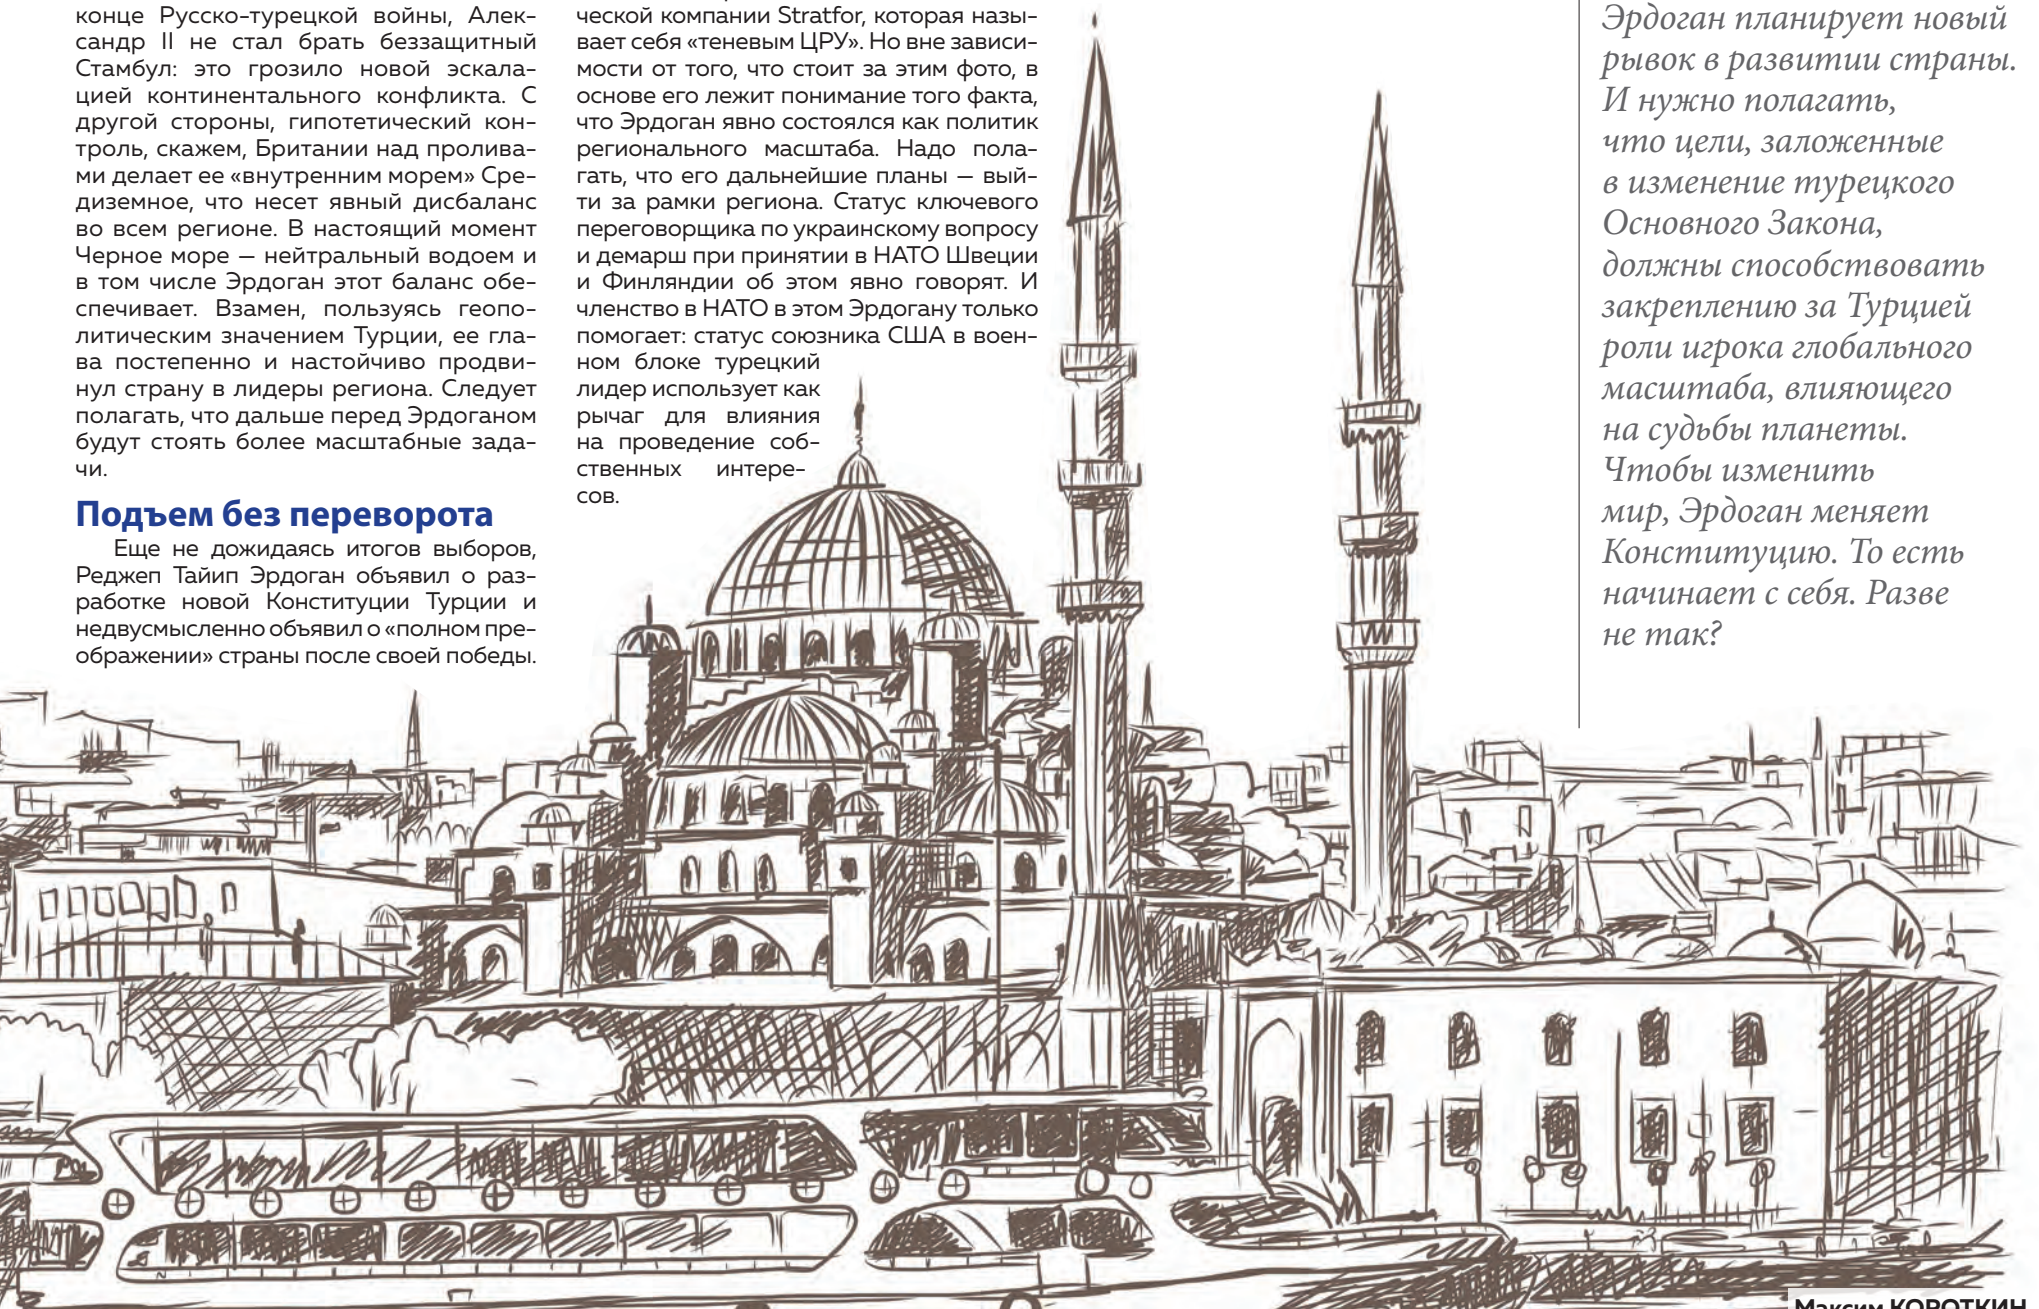 конце Русско-турецкой войны, Алек-
сандр II не стал брать беззащитный
Стамбул: это грозило новой эскала-
цией континентального конфликта. С
другой стороны, гипотетический кон-
троль, скажем, Британии над пролива-
ми делает ее «внутренним морем» Сре-
диземное, что несет явный дисбаланс
во всем регионе. В настоящий момент
Черное море — нейтральный водоем и
в том числе Эрдоган этот баланс обе-
спечивает. Взамен, пользуясь геопо-
литическим значением Турции, ее гла-
ва постепенно и настойчиво продви-
нул страну в лидеры региона. Следует
полагать, что дальше перед Эрдоганом
будут стоять более масштабные зада-
чи.
Подъем без переворота
Еще не дожидаясь итогов выборов,
Реджеп Тайип Эрдоган объявил о раз-
работке новой Конституции Турции и
недвусмысленно объявил о «полном пре-
ображении» страны после своей победы.
ческой компании Stratfor, которая назы-
вает себя «теневым ЦРУ». Но вне зависи-
мости от того, что стоит за этим фото, в
основе его лежит понимание того факта,
что Эрдоган явно состоялся как политик
регионального масштаба. Надо пола-
гать, что его дальнейшие планы — вый-
ти за рамки региона. Статус ключевого
переговорщика по украинскому вопросу
и демарш при принятии в НАТО Швеции
и Финляндии об этом явно говорят. И
членство в НАТО в этом Эрдогану только
помогает: статус союзника США в воен-
ном блоке турецкий
лидер использует как
рычаг для влияния
на проведение соб-
ственных интере-
сов.
Эрдоган планирует новый
рывок в развитии страны.
И нужно полагать,
что цели, заложенные
в изменение турецкого
Основного Закона,
должны способствовать
закреплению за Турцией
роли игрока глобального
масштаба, влияющего
на судьбы планеты.
Чтобы изменить
мир, Эрдоган меняет
Конституцию. То есть
начинает с себя. Разве
не так?
Максим КОРОТКИН